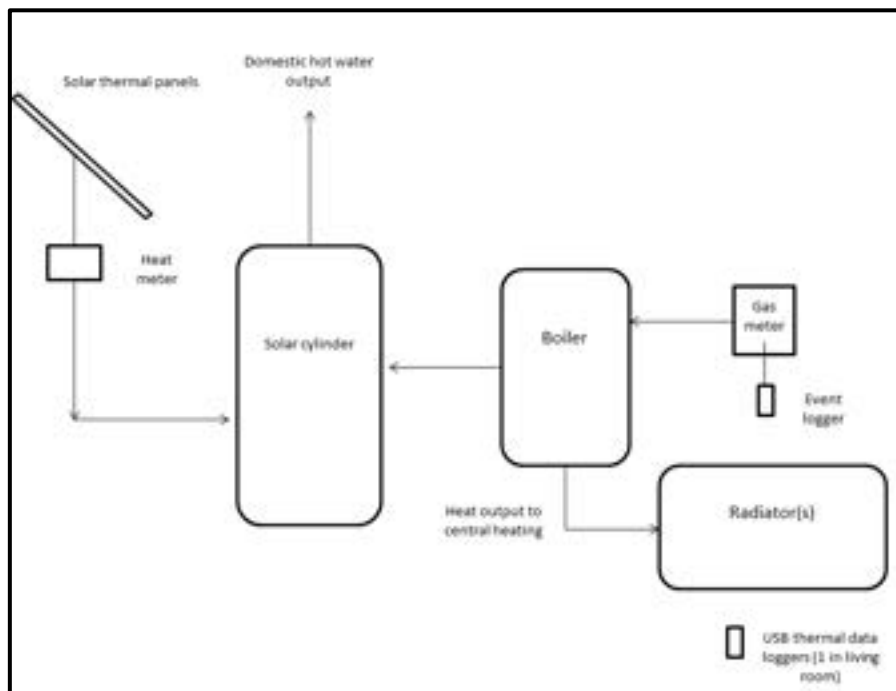 Domestic hot water
output
Solar thermal panels
Heat
meter
Solar cylinder
Boiler
Gas
meter
Event
logger
Heat output to
central heating
Radiator(s)
USB thermal data
loggers (1 in living
room)